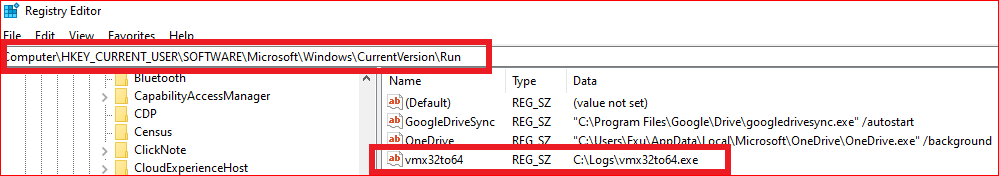 Registry Editor
File Edit View Favorites Help
Computer\HKEY_CURRENT_USER\SOFTWARE\Microsoft\Windows\CurrentVersion\Run
Bluetooth
CapabilityAccessManager
CDP
Census
ClickNote
CloudExperienceHost
Name Type Data
(Default) REG_SZ (value not set)
GoogleDriveSync REG_SZ "C:\Program Files\Google\Drive\googledrivesync.exe" /autostart
OneDrive REG_SZ "C:\Users\Fxu\AppData\Local\Microsoft\OneDrive\OneDrive.exe" /background
vmx32to64 REG_SZ C:\Logs\vmx32to64.exe